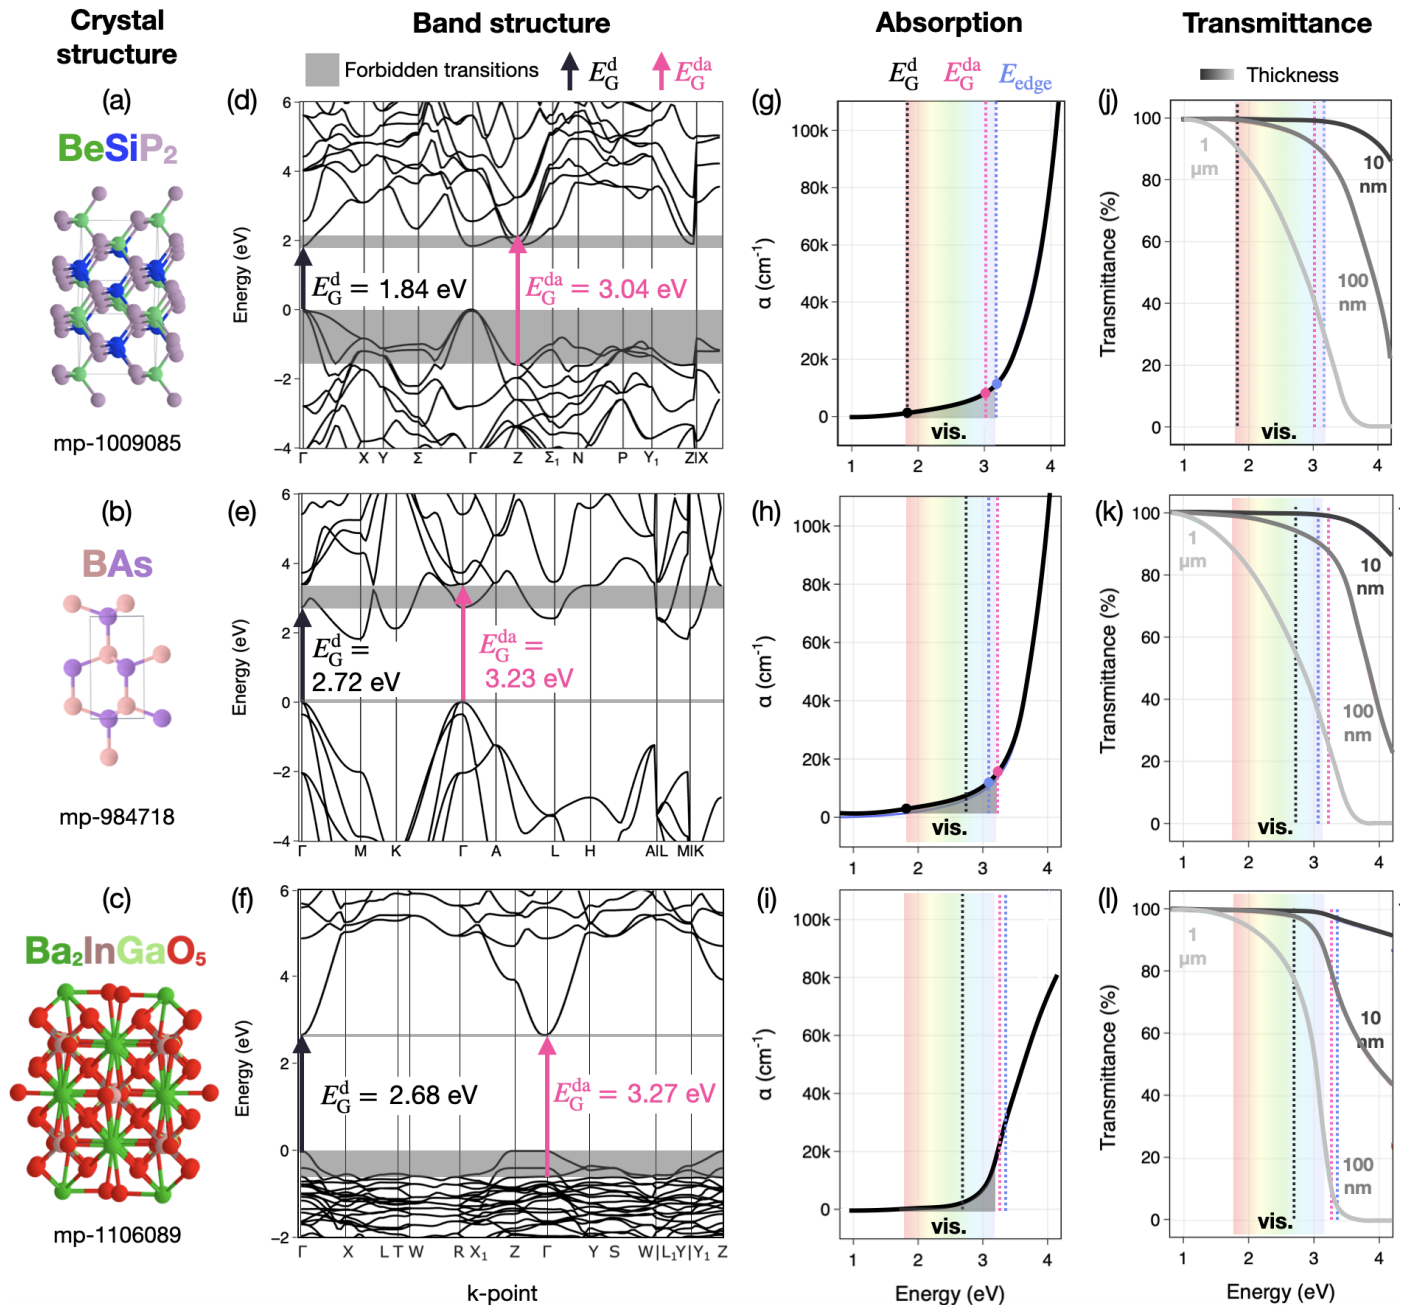 Crystal structure
Band structure
Absorption
Transmittance
Forbidden transitions
E_G^d
E_G^da
E_G^d
E_G^da
E_edge
Thickness
(a)
BeSiP₂
mp-1009085
(d)
Energy (eV)
6
4
2
0
−2
−4
E_G^d = 1.84 eV
E_G^da = 3.04 eV
Γ X Y Σ Γ Z Σ₁ N P Y₁ Z|X
(g)
α (cm⁻¹)
100k
80k
60k
40k
20k
0
vis.
1 2 3 4
(j)
Transmittance (%)
100
80
60
40
20
0
1 µm
10 nm
100 nm
vis.
1 2 3 4
(b)
BAs
mp-984718
(e)
Energy (eV)
6
4
2
0
−2
−4
E_G^d = 2.72 eV
E_G^da = 3.23 eV
Γ M K Γ A L H A|L M|K
(h)
α (cm⁻¹)
100k
80k
60k
40k
20k
0
vis.
1 2 3 4
(k)
Transmittance (%)
100
80
60
40
20
0
1 µm
10 nm
100 nm
vis.
1 2 3 4
(c)
Ba₂InGaO₅
mp-1106089
(f)
Energy (eV)
6
4
2
0
−2
E_G^d = 2.68 eV
E_G^da = 3.27 eV
Γ X L T W R X₁ Z Γ Y S W|L₁Y|Y₁ Z
k-point
(i)
α (cm⁻¹)
100k
80k
60k
40k
20k
0
vis.
1 2 3 4
Energy (eV)
(l)
Transmittance (%)
100
80
60
40
20
0
1 µm
10 nm
100 nm
vis.
1 2 3 4
Energy (eV)